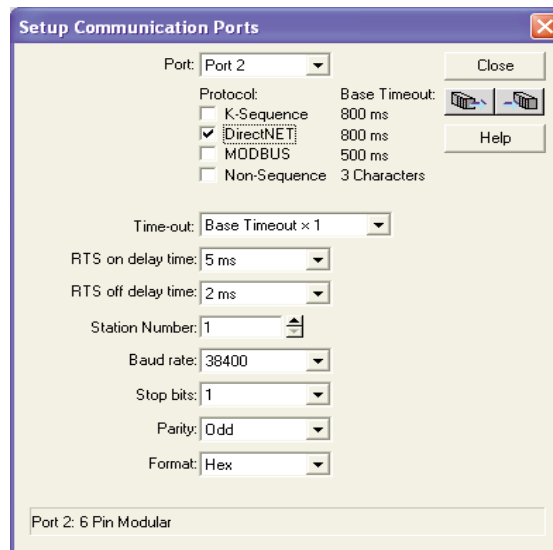 Setup Communication Ports
Port: Port 2
Close
Protocol: Base Timeout:
K-Sequence 800 ms
DirectNET 800 ms
Help
MODBUS 500 ms
Non-Sequence 3 Characters
Time-out: Base Timeout × 1
RTS on delay time: 5 ms
RTS off delay time: 2 ms
Station Number: 1
Baud rate: 38400
Stop bits: 1
Parity: Odd
Format: Hex
Port 2: 6 Pin Modular